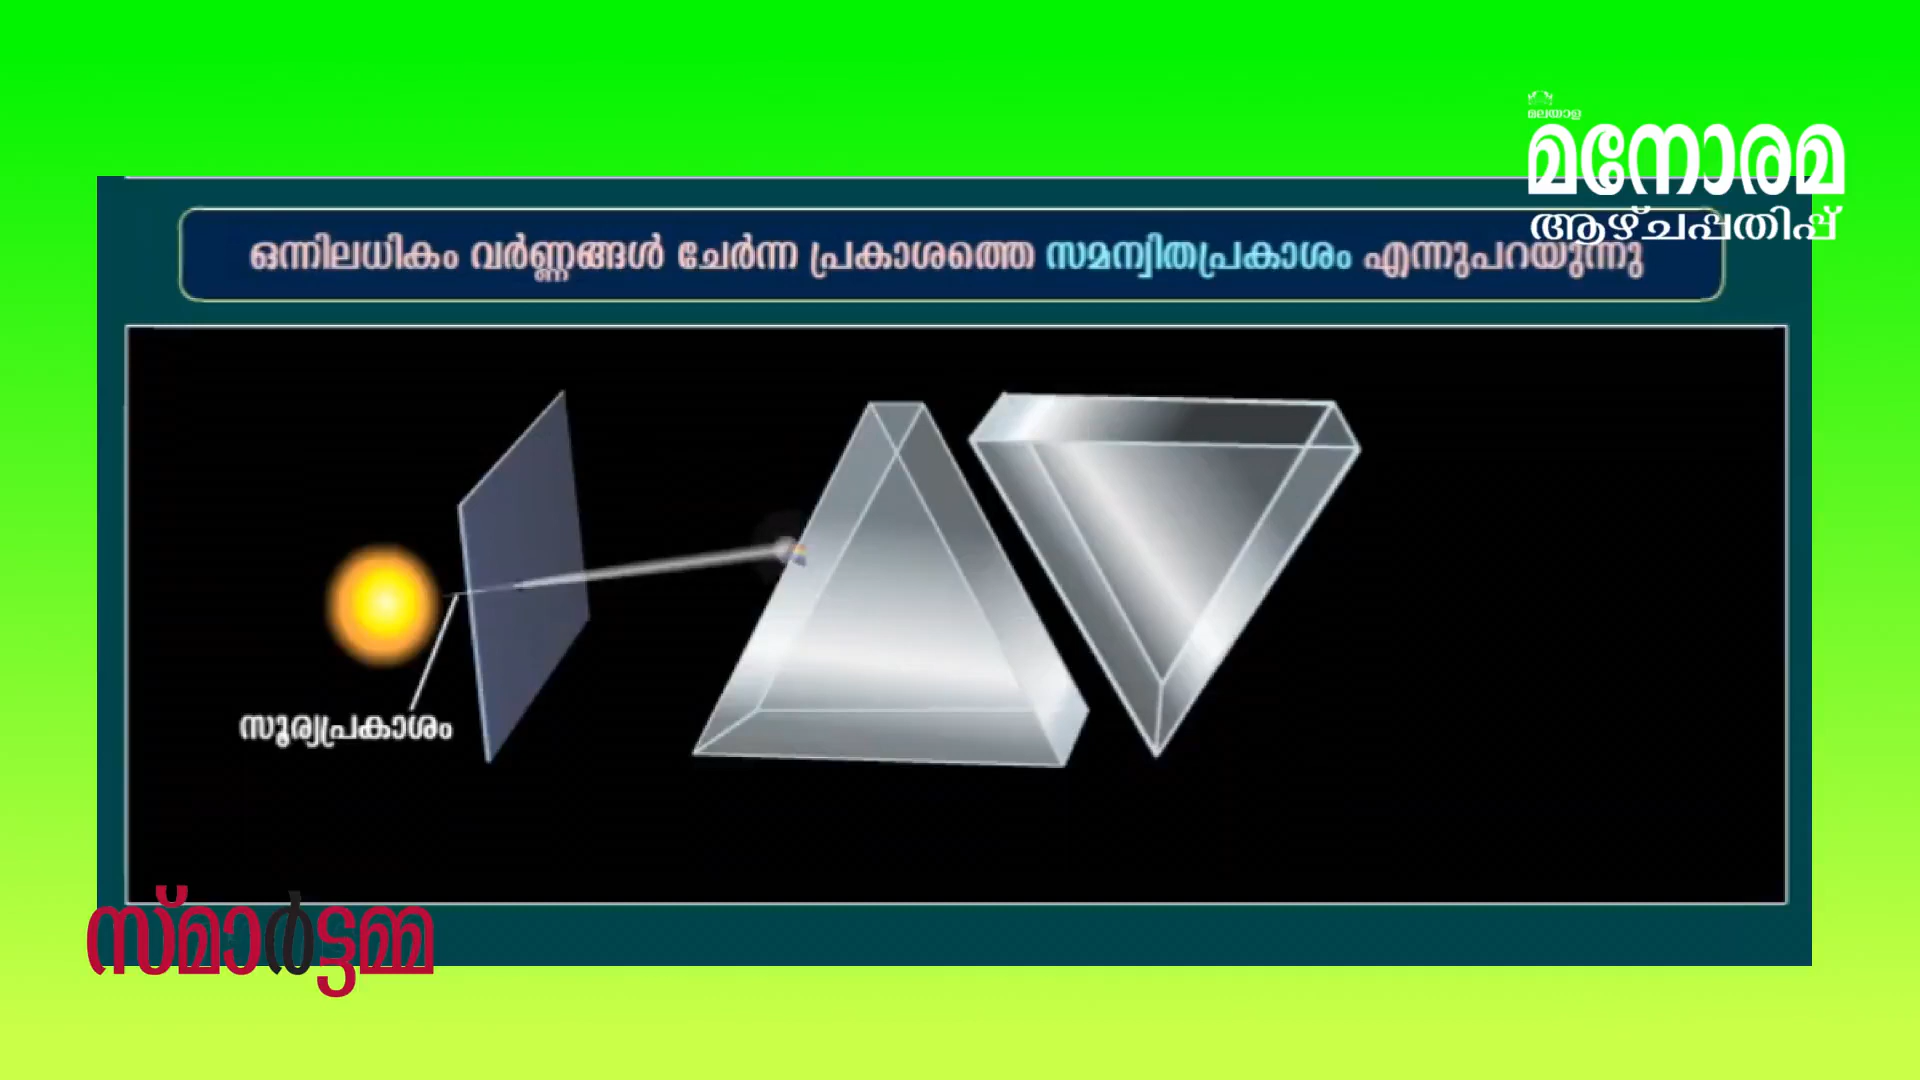 മലയാള
മനോരമ
ആഴ്ചപ്പതിപ്പ്
ഒന്നിലധികം വർണ്ണങ്ങൾ ചേർന്ന പ്രകാശത്തെ സമന്വിതപ്രകാശം എന്നുപറയുന്നു
സൂര്യപ്രകാശം
സ്മാർട്ടമ്മ